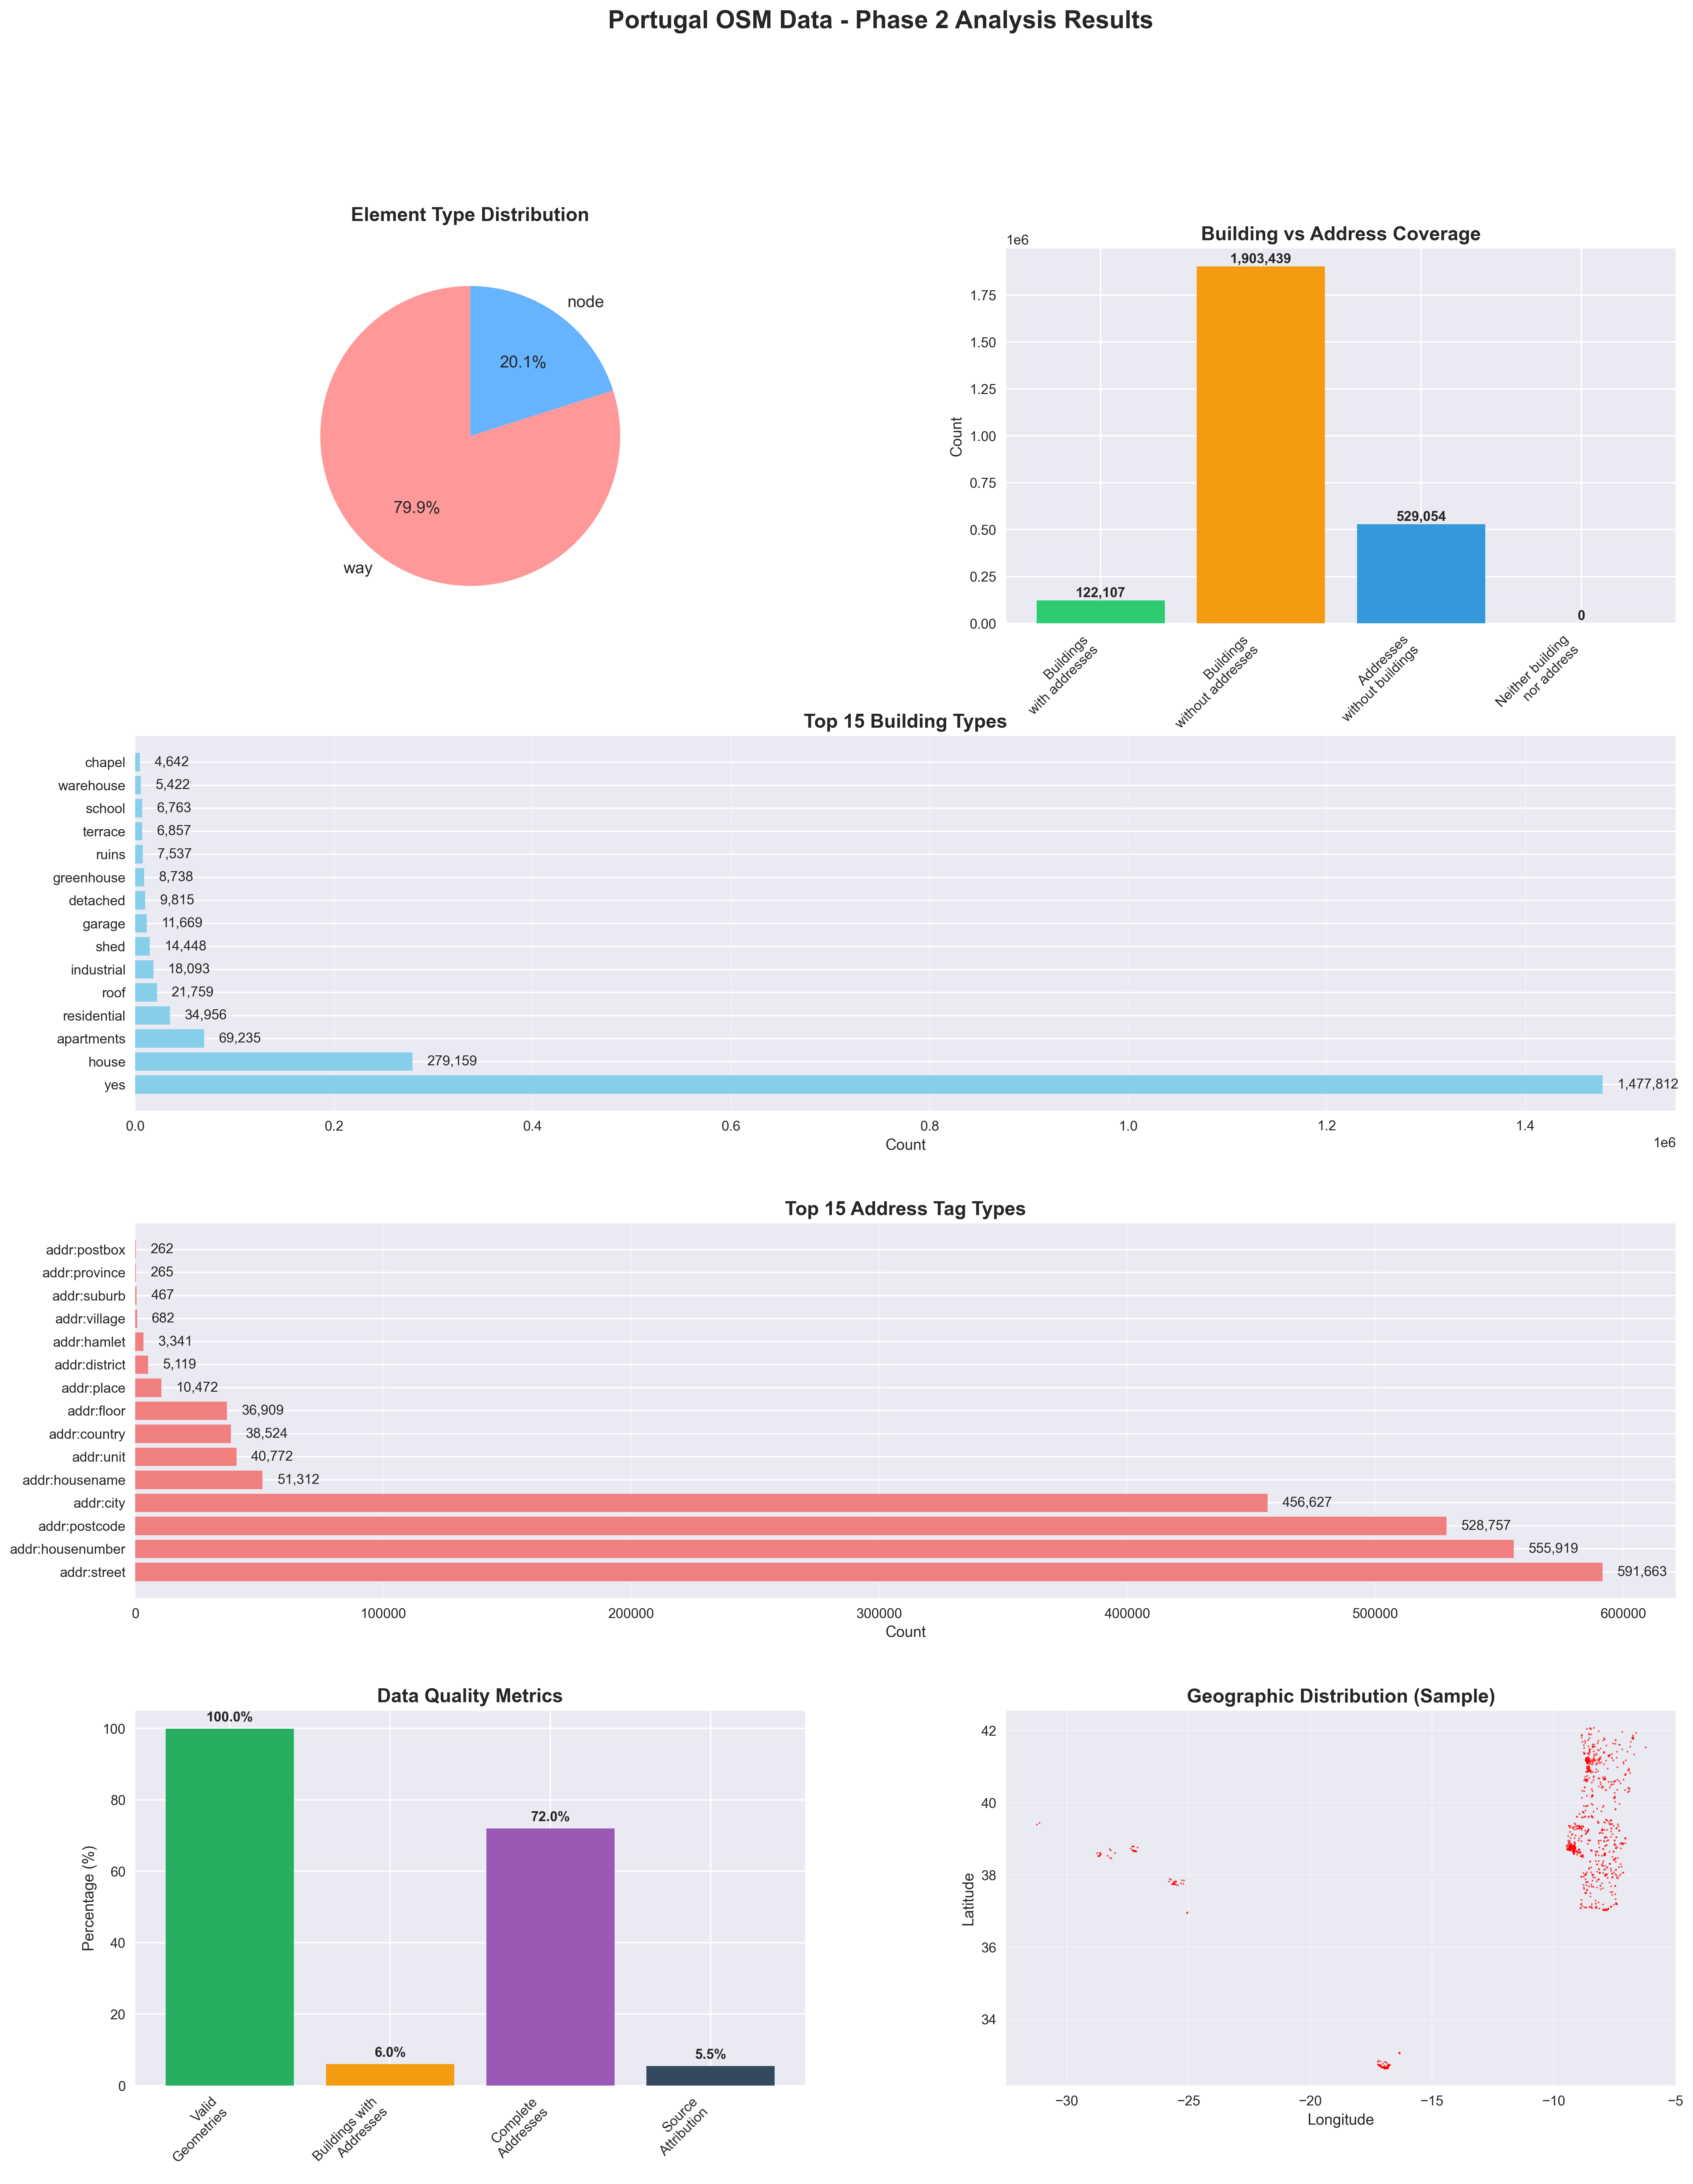 Portugal OSM Data - Phase 2 Analysis Results
Element Type Distribution
node
20.1%
79.9%
way
Building vs Address Coverage
1e6
1.75
1.50
1.25
1.00
0.75
0.50
0.25
0.00
Count
1,903,439
529,054
122,107
0
Buildings
with addresses
Buildings
without addresses
Addresses
without buildings
Neither building
nor address
Top 15 Building Types
chapel 4,642
warehouse 5,422
school 6,763
terrace 6,857
ruins 7,537
greenhouse 8,738
detached 9,815
garage 11,669
shed 14,448
industrial 18,093
roof 21,759
residential 34,956
apartments 69,235
house 279,159
yes 1,477,812
0.0 0.2 0.4 0.6 0.8 1.0 1.2 1.4
Count
1e6
Top 15 Address Tag Types
addr:postbox 262
addr:province 265
addr:suburb 467
addr:village 682
addr:hamlet 3,341
addr:district 5,119
addr:place 10,472
addr:floor 36,909
addr:country 38,524
addr:unit 40,772
addr:housename 51,312
addr:city 456,627
addr:postcode 528,757
addr:housenumber 555,919
addr:street 591,663
0 100000 200000 300000 400000 500000 600000
Count
Data Quality Metrics
100
80
60
40
20
0
Percentage (%)
100.0%
6.0%
72.0%
5.5%
Valid
Geometries
Buildings with
Addresses
Complete
Addresses
Source
Attribution
Geographic Distribution (Sample)
42
40
38
36
34
Latitude
−30 −25 −20 −15 −10 −5
Longitude